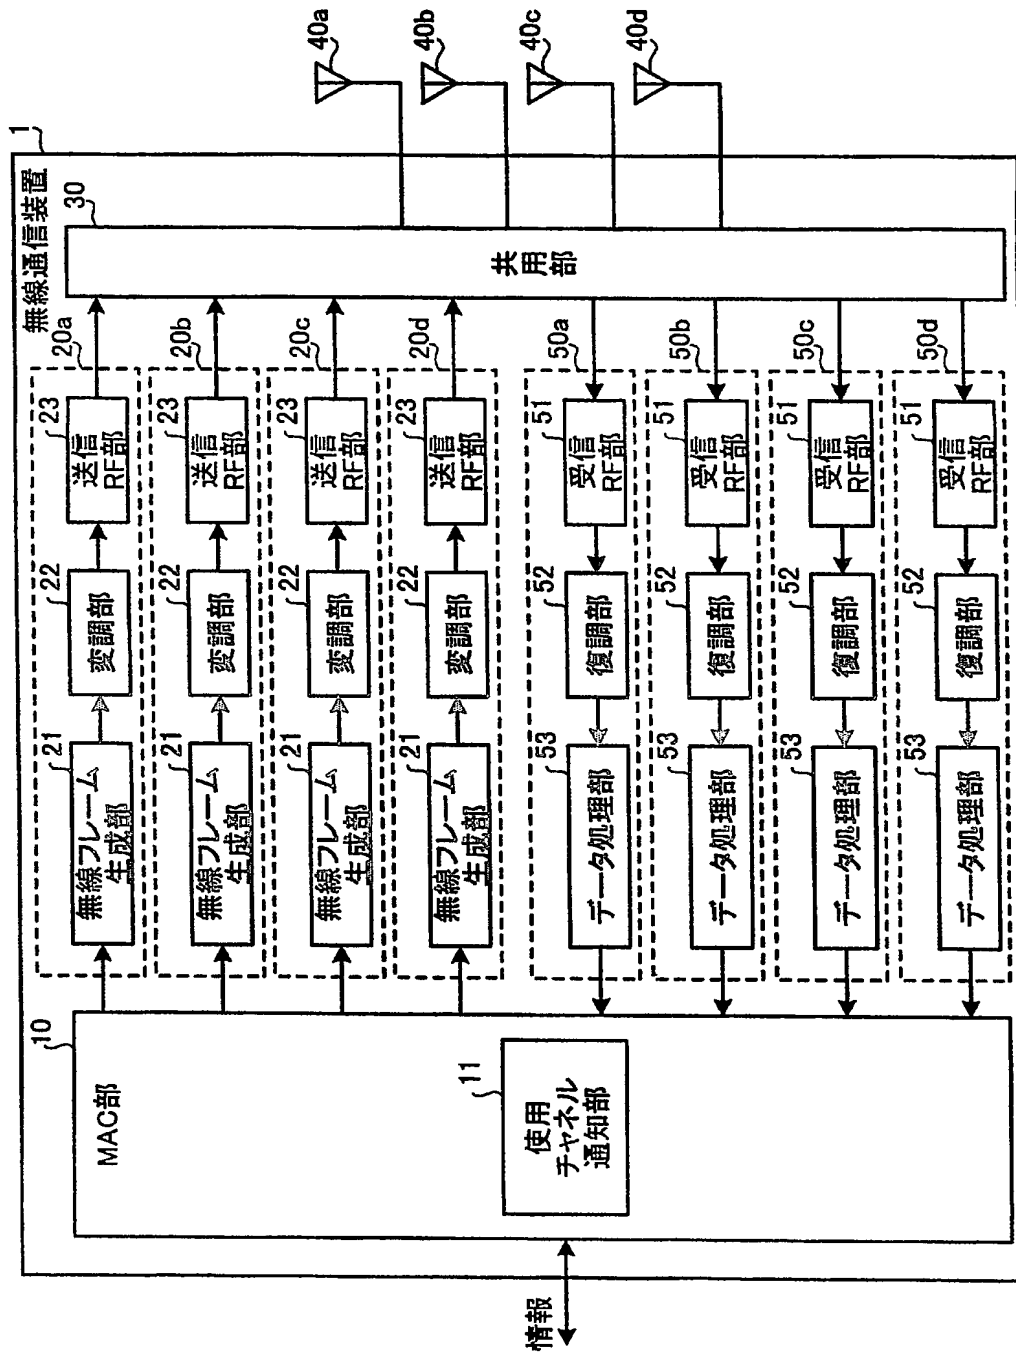 無線通信装置
1
10
MAC部
11
使用
チャネル
通知部
情報
20a
21
無線フレーム
生成部
22
変調部
23
送信
RF部
20b
21
無線フレーム
生成部
22
変調部
23
送信
RF部
20c
21
無線フレーム
生成部
22
変調部
23
送信
RF部
20d
21
無線フレーム
生成部
22
変調部
23
送信
RF部
30
共用部
40a
40b
40c
40d
50a
53
データ処理部
52
復調部
51
受信
RF部
50b
53
データ処理部
52
復調部
51
受信
RF部
50c
53
データ処理部
52
復調部
51
受信
RF部
50d
53
データ処理部
52
復調部
51
受信
RF部